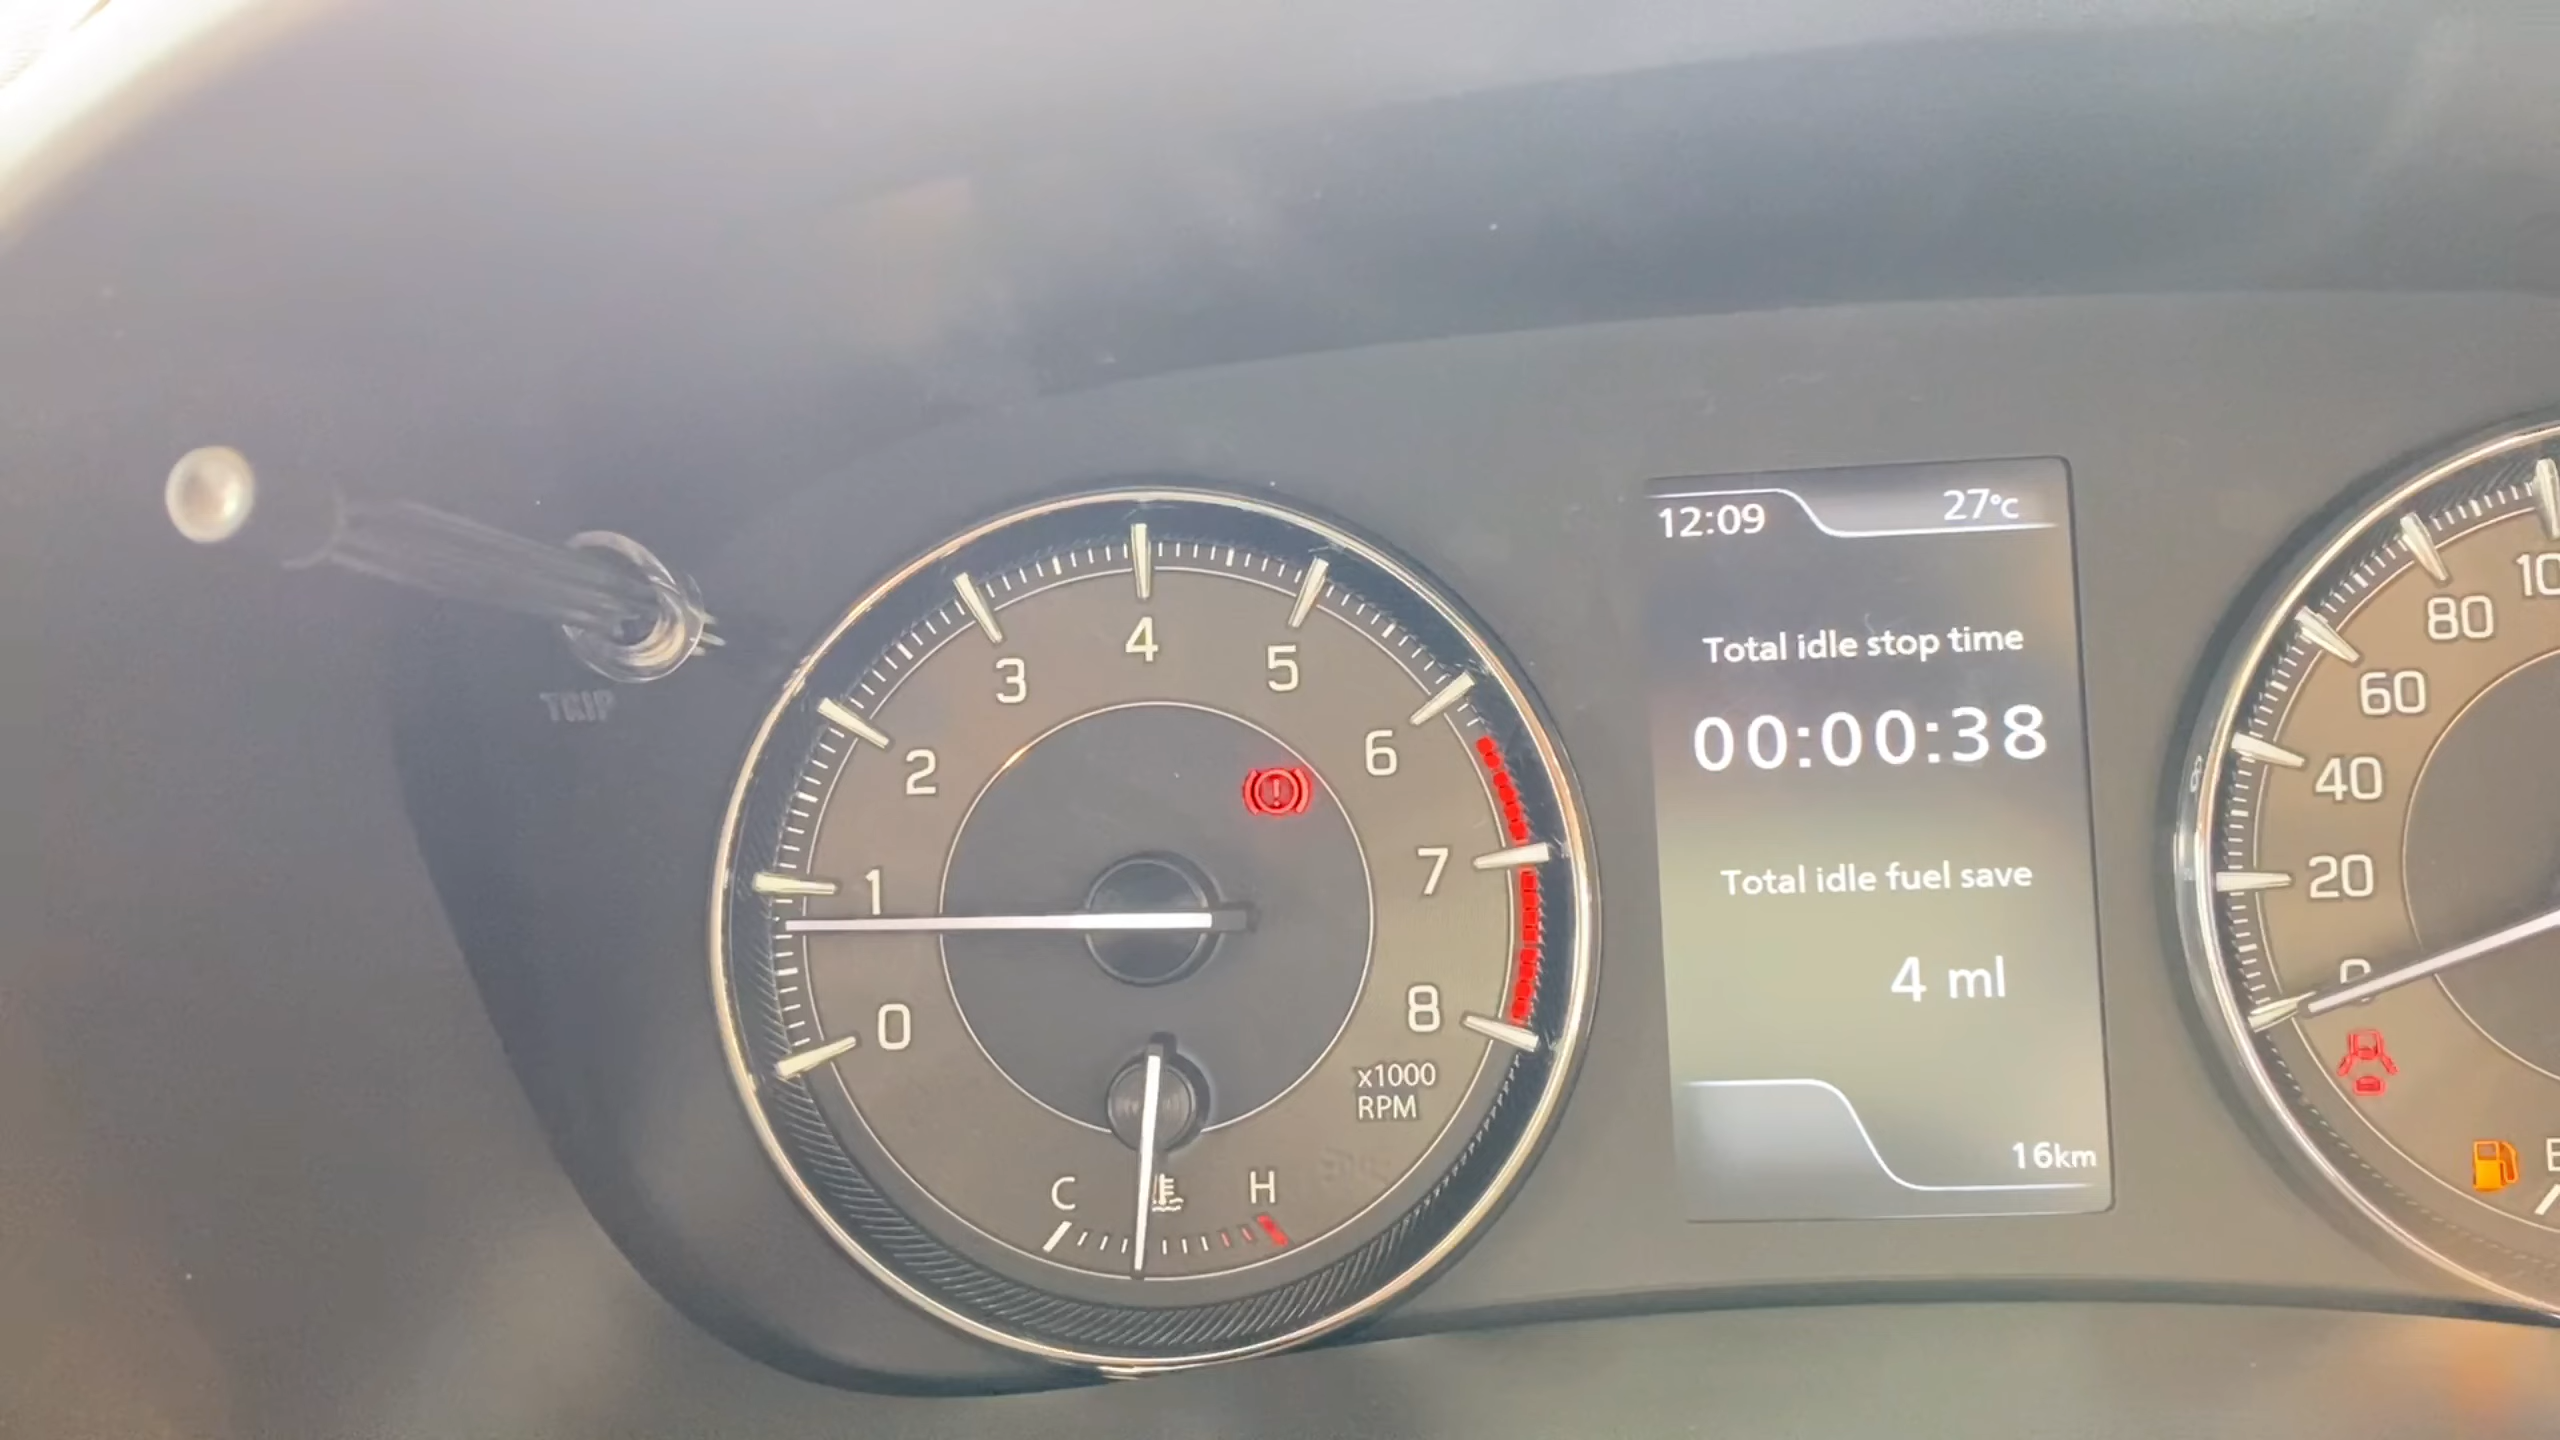 TRIP
0
1
2
3
4
5
6
7
8
x1000
RPM
C
H
12:09
27°C
Total idle stop time
00:00:38
Total idle fuel save
4 ml
16km
0
20
40
60
80